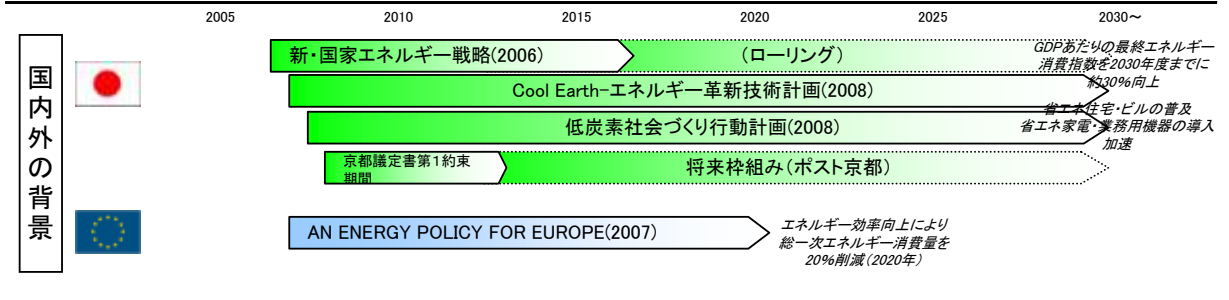 2005 2010 2015 2020 2025 2030～
国内外の背景
新・国家エネルギー戦略(2006)
(ローリング)
GDPあたりの最終エネルギー
消費指数を2030年度までに
約30%向上
Cool Earth-エネルギー革新技術計画(2008)
低炭素社会づくり行動計画(2008)
省エネ住宅・ビルの普及
省エネ家電・業務用機器の導入
加速
京都議定書第1約束
期間
将来枠組み(ポスト京都)
AN ENERGY POLICY FOR EUROPE(2007)
エネルギー効率向上により
総一次エネルギー消費量を
20%削減(2020年)